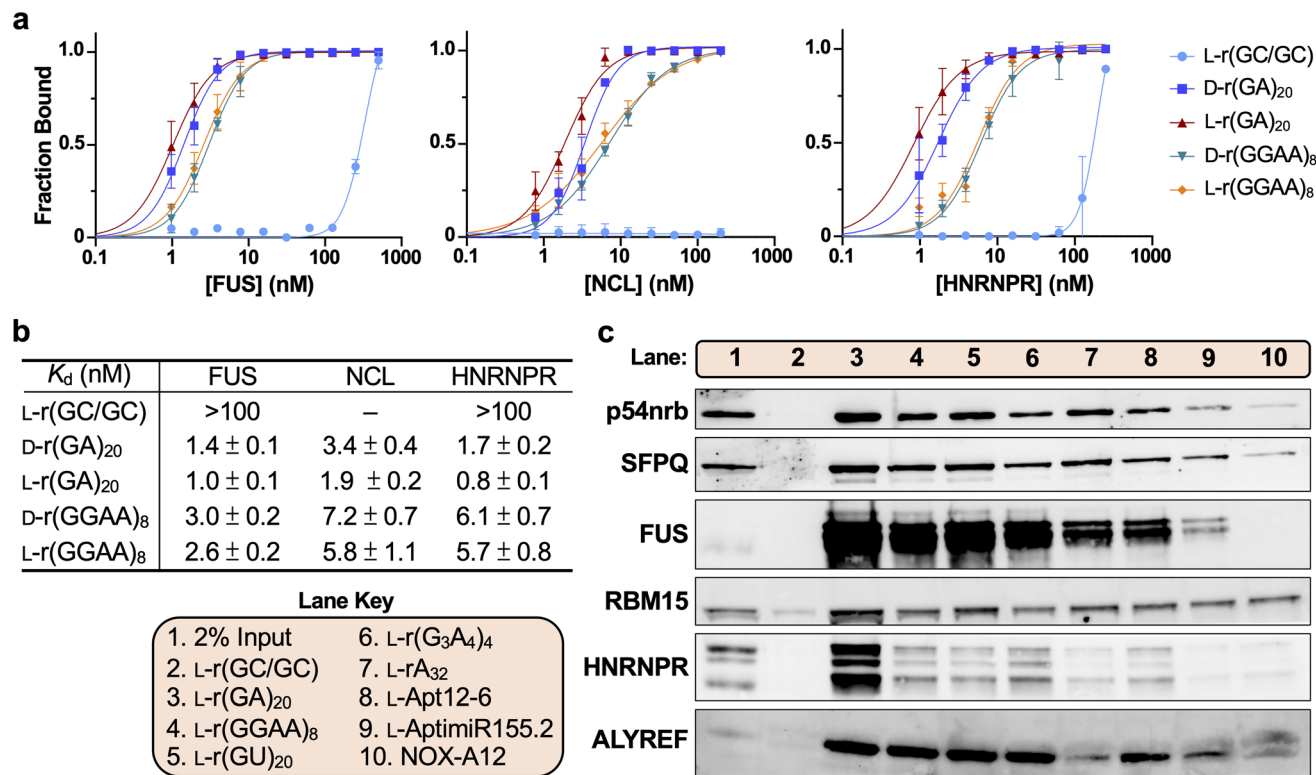 a
Fraction Bound
1.0
0.5
0
0.1 1 10 100 1000
[FUS] (nM)
1.0
0.5
0
0.1 1 10 100 1000
[NCL] (nM)
1.0
0.5
0
0.1 1 10 100 1000
[HNRNPR] (nM)
L-r(GC/GC)
D-r(GA)20
L-r(GA)20
D-r(GGAA)8
L-r(GGAA)8
b
Kd (nM) FUS NCL HNRNPR
L-r(GC/GC) >100 – >100
D-r(GA)20 1.4 ± 0.1 3.4 ± 0.4 1.7 ± 0.2
L-r(GA)20 1.0 ± 0.1 1.9 ± 0.2 0.8 ± 0.1
D-r(GGAA)8 3.0 ± 0.2 7.2 ± 0.7 6.1 ± 0.7
L-r(GGAA)8 2.6 ± 0.2 5.8 ± 1.1 5.7 ± 0.8
Lane Key
1. 2% Input
2. L-r(GC/GC)
3. L-r(GA)20
4. L-r(GGAA)8
5. L-r(GU)20
6. L-r(G3A4)4
7. L-rA32
8. L-Apt12-6
9. L-AptimiR155.2
10. NOX-A12
c
Lane: 1 2 3 4 5 6 7 8 9 10
p54nrb
SFPQ
FUS
RBM15
HNRNPR
ALYREF